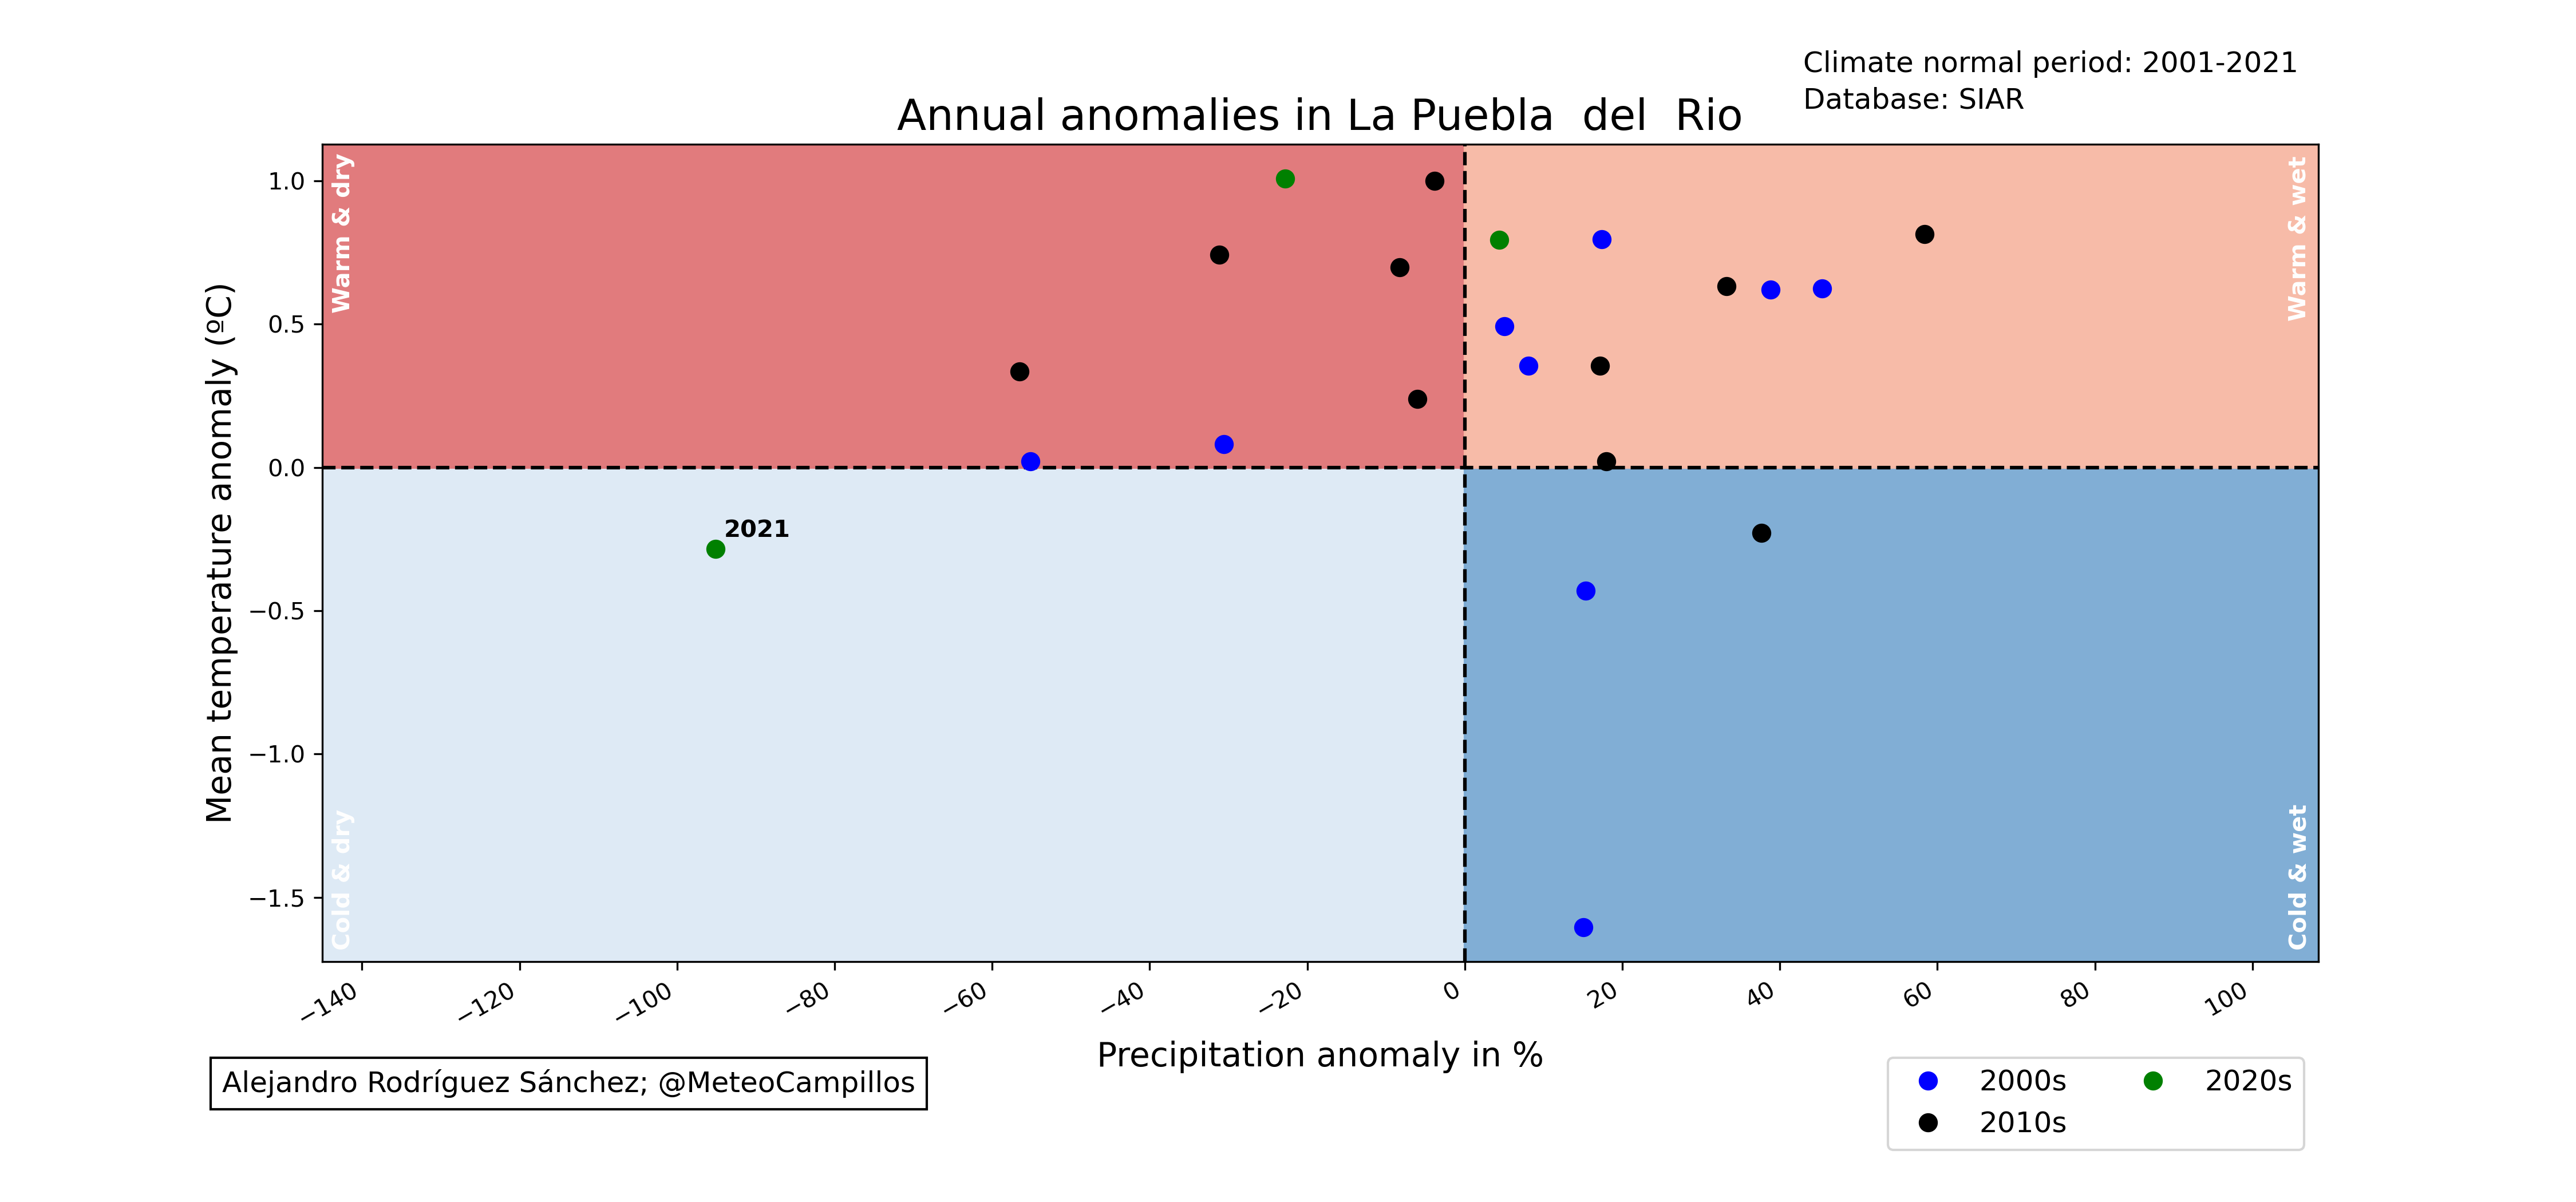 Climate normal period: 2001-2021
Database: SIAR
Annual anomalies in La Puebla  del  Rio
Warm & dry
Warm & wet
1.0
0.5
0.0
−0.5
−1.0
−1.5
Mean temperature anomaly (ºC)
2021
Cold & dry
Cold & wet
−140
−120
−100
−80
−60
−40
−20
0
20
40
60
80
100
Precipitation anomaly in %
Alejandro Rodríguez Sánchez; @MeteoCampillos
2000s
2010s
2020s